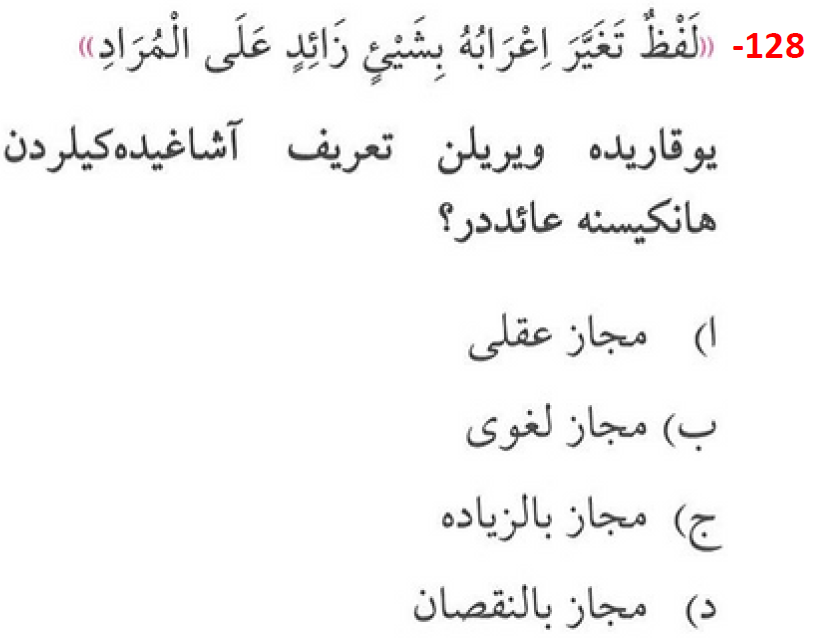 128- «لَفْظٌ تَغَيَّرَ اِعْرَابُهُ بِشَيْئٍ زَائِدٍ عَلَى الْمُرَادِ»
يوقاريده ويريلن تعريف آشاغيده‌كيلردن
هانكيسنه عائددر؟
ا) مجاز عقلى
ب) مجاز لغوى
ج) مجاز بالزياده
د) مجاز بالنقصان